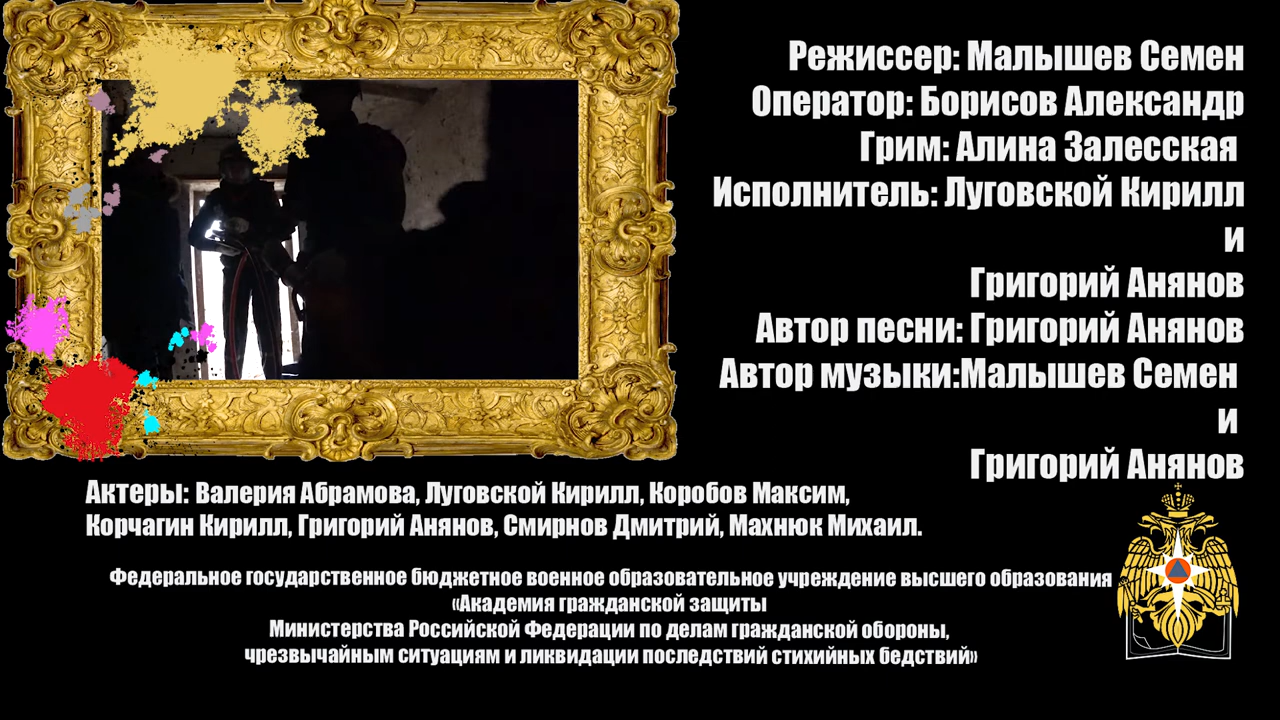 Режиссер: Малышев Семен
Оператор: Борисов Александр
Грим: Алина Залесская
Исполнитель: Луговской Кирилл
и
Григорий Анянов
Автор песни: Григорий Анянов
Автор музыки:Малышев Семен
и
Григорий Анянов
Актеры: Валерия Абрамова, Луговской Кирилл, Коробов Максим,
Корчагин Кирилл, Григорий Анянов, Смирнов Дмитрий, Махнюк Михаил.
Федеральное государственное бюджетное военное образовательное учреждение высшего образования
«Академия гражданской защиты
Министерства Российской Федерации по делам гражданской обороны,
чрезвычайным ситуациям и ликвидации последствий стихийных бедствий»